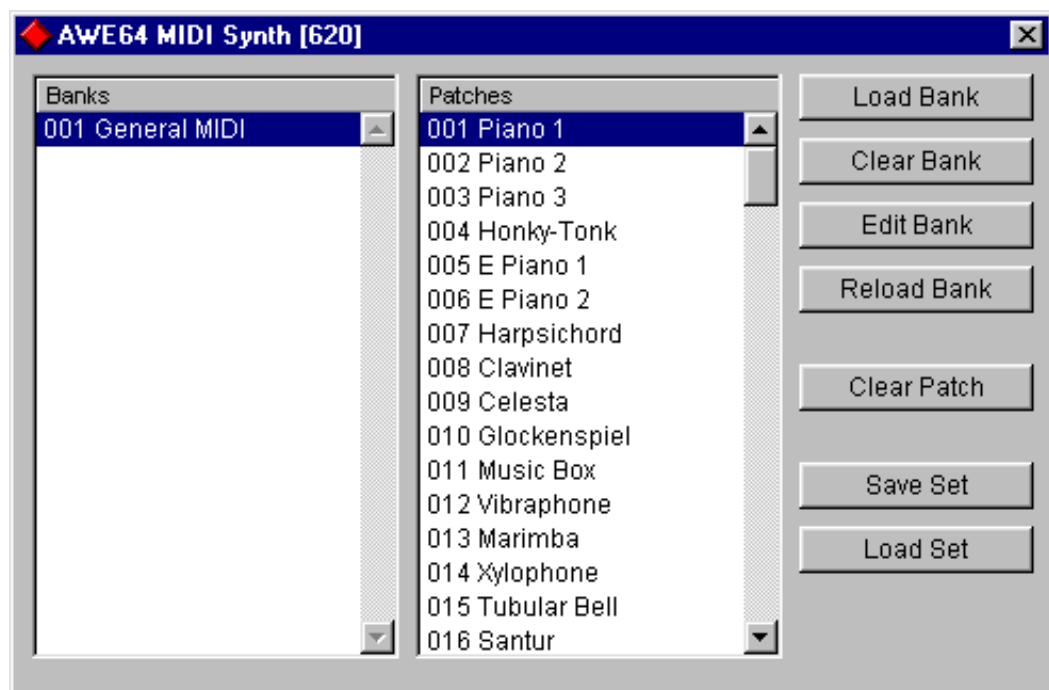 AWE64 MIDI Synth [620]
Banks
001 General MIDI
Patches
001 Piano 1
002 Piano 2
003 Piano 3
004 Honky-Tonk
005 E Piano 1
006 E Piano 2
007 Harpsichord
008 Clavinet
009 Celesta
010 Glockenspiel
011 Music Box
012 Vibraphone
013 Marimba
014 Xylophone
015 Tubular Bell
016 Santur
Load Bank
Clear Bank
Edit Bank
Reload Bank
Clear Patch
Save Set
Load Set